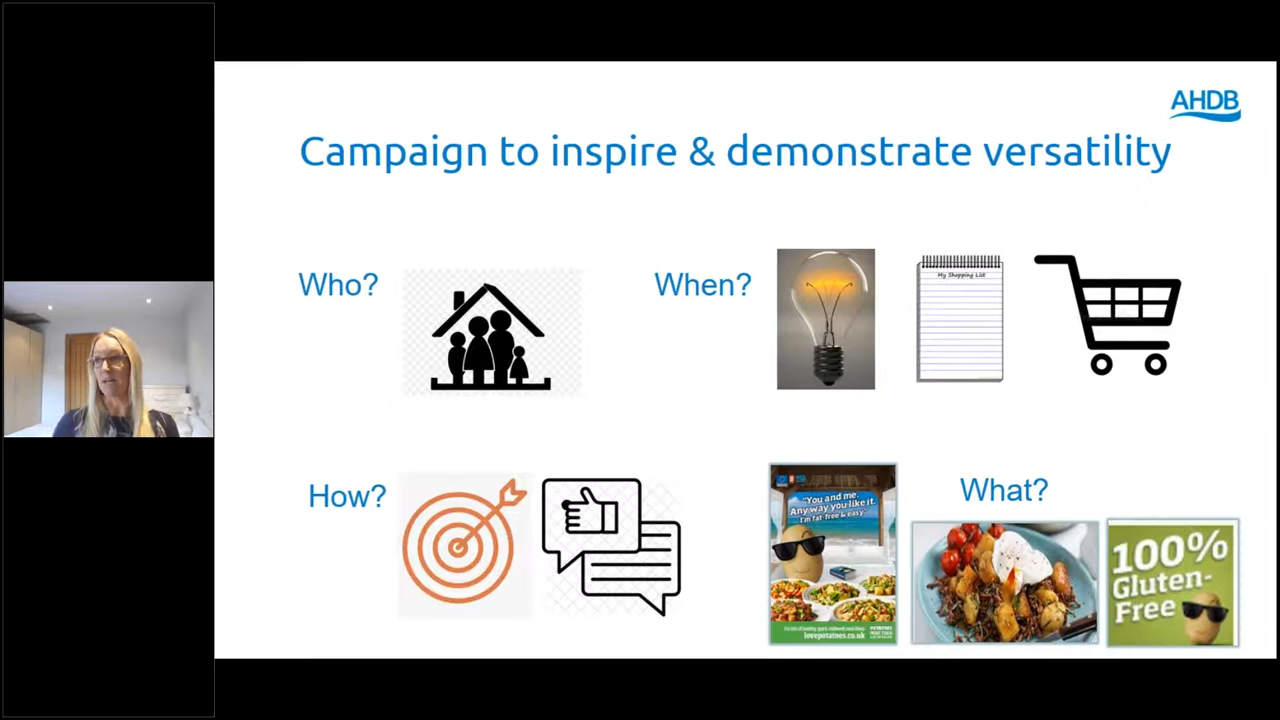 AHDB
Campaign to inspire & demonstrate versatility
Who?
When?
My Shopping List
How?
"You and me.
Any way you like it.
I'm fat-free & easy"
lovepotatoes.co.uk
What?
100%
Gluten-
Free